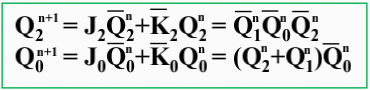 Q₂ⁿ⁺¹ = J₂Q̅₂ⁿ+K̅₂Q₂ⁿ = Q̅₁ⁿQ̅₀ⁿQ̅₂ⁿ
Q₀ⁿ⁺¹ = J₀Q̅₀ⁿ+K̅₀Q₀ⁿ = (Q₂ⁿ+Q₁ⁿ)Q̅₀ⁿ